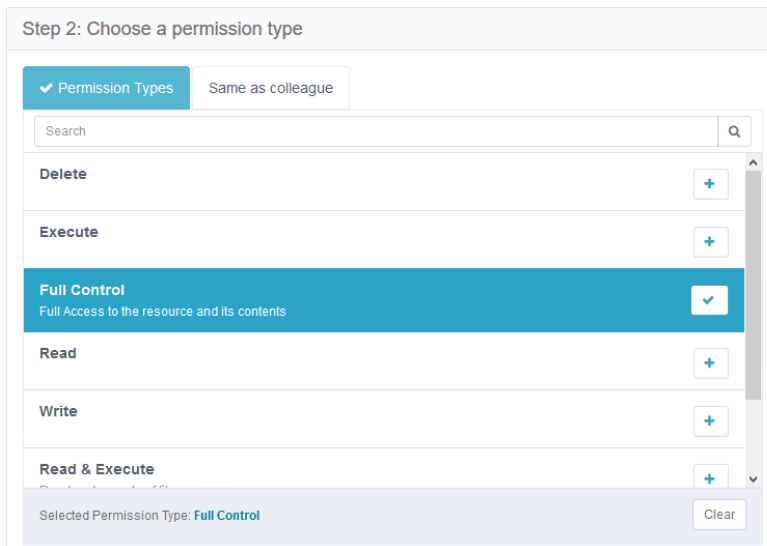 Step 2: Choose a permission type
Permission Types
Same as colleague
Search
Delete
Execute
Full Control
Full Access to the resource and its contents
Read
Write
Read & Execute
Selected Permission Type: Full Control
Clear